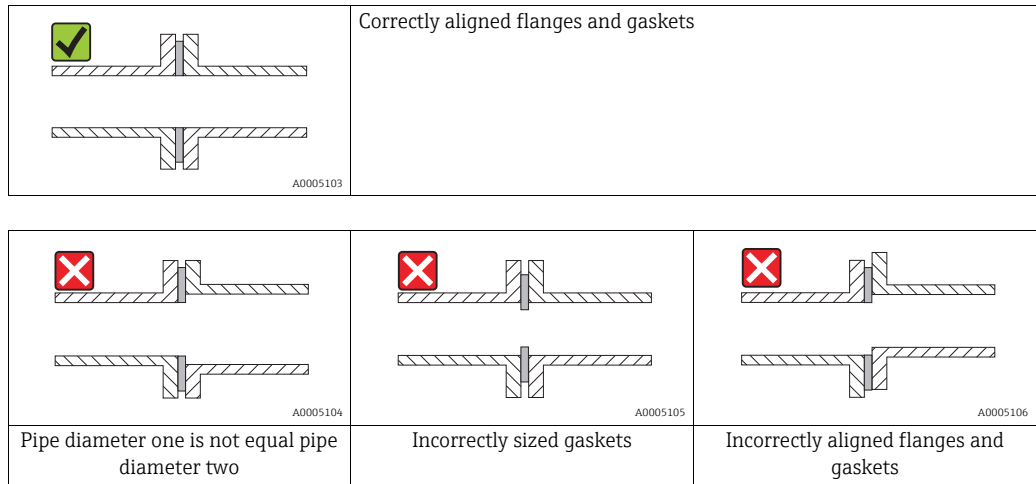 Correctly aligned flanges and gaskets
A0005103
A0005104
A0005105
A0005106
Pipe diameter one is not equal pipe
diameter two
Incorrectly sized gaskets
Incorrectly aligned flanges and
gaskets